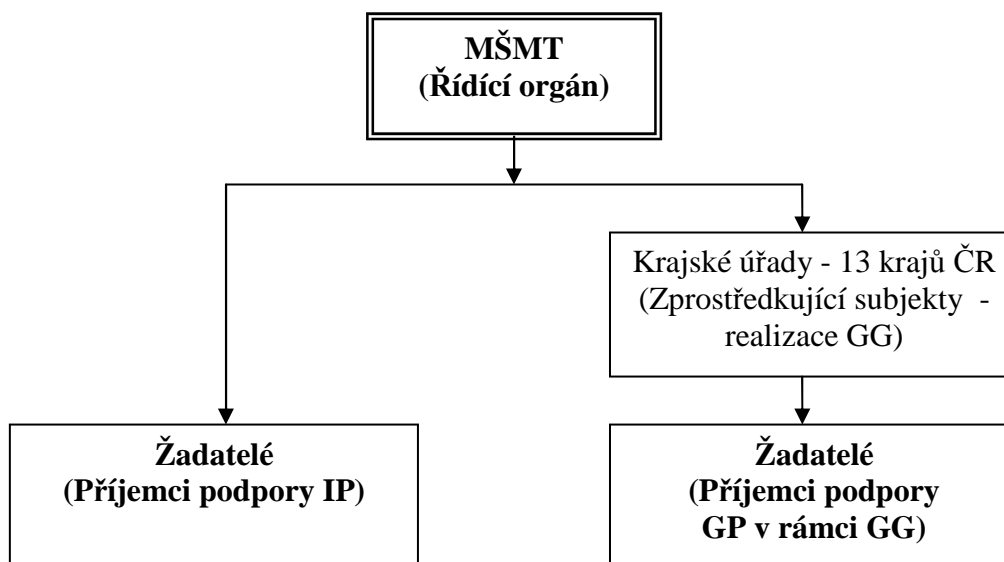 MŠMT
(Řídící orgán)
Krajské úřady - 13 krajů ČR
(Zprostředkující subjekty -
realizace GG)
Žadatelé
(Příjemci podpory IP)
Žadatelé
(Příjemci podpory
GP v rámci GG)